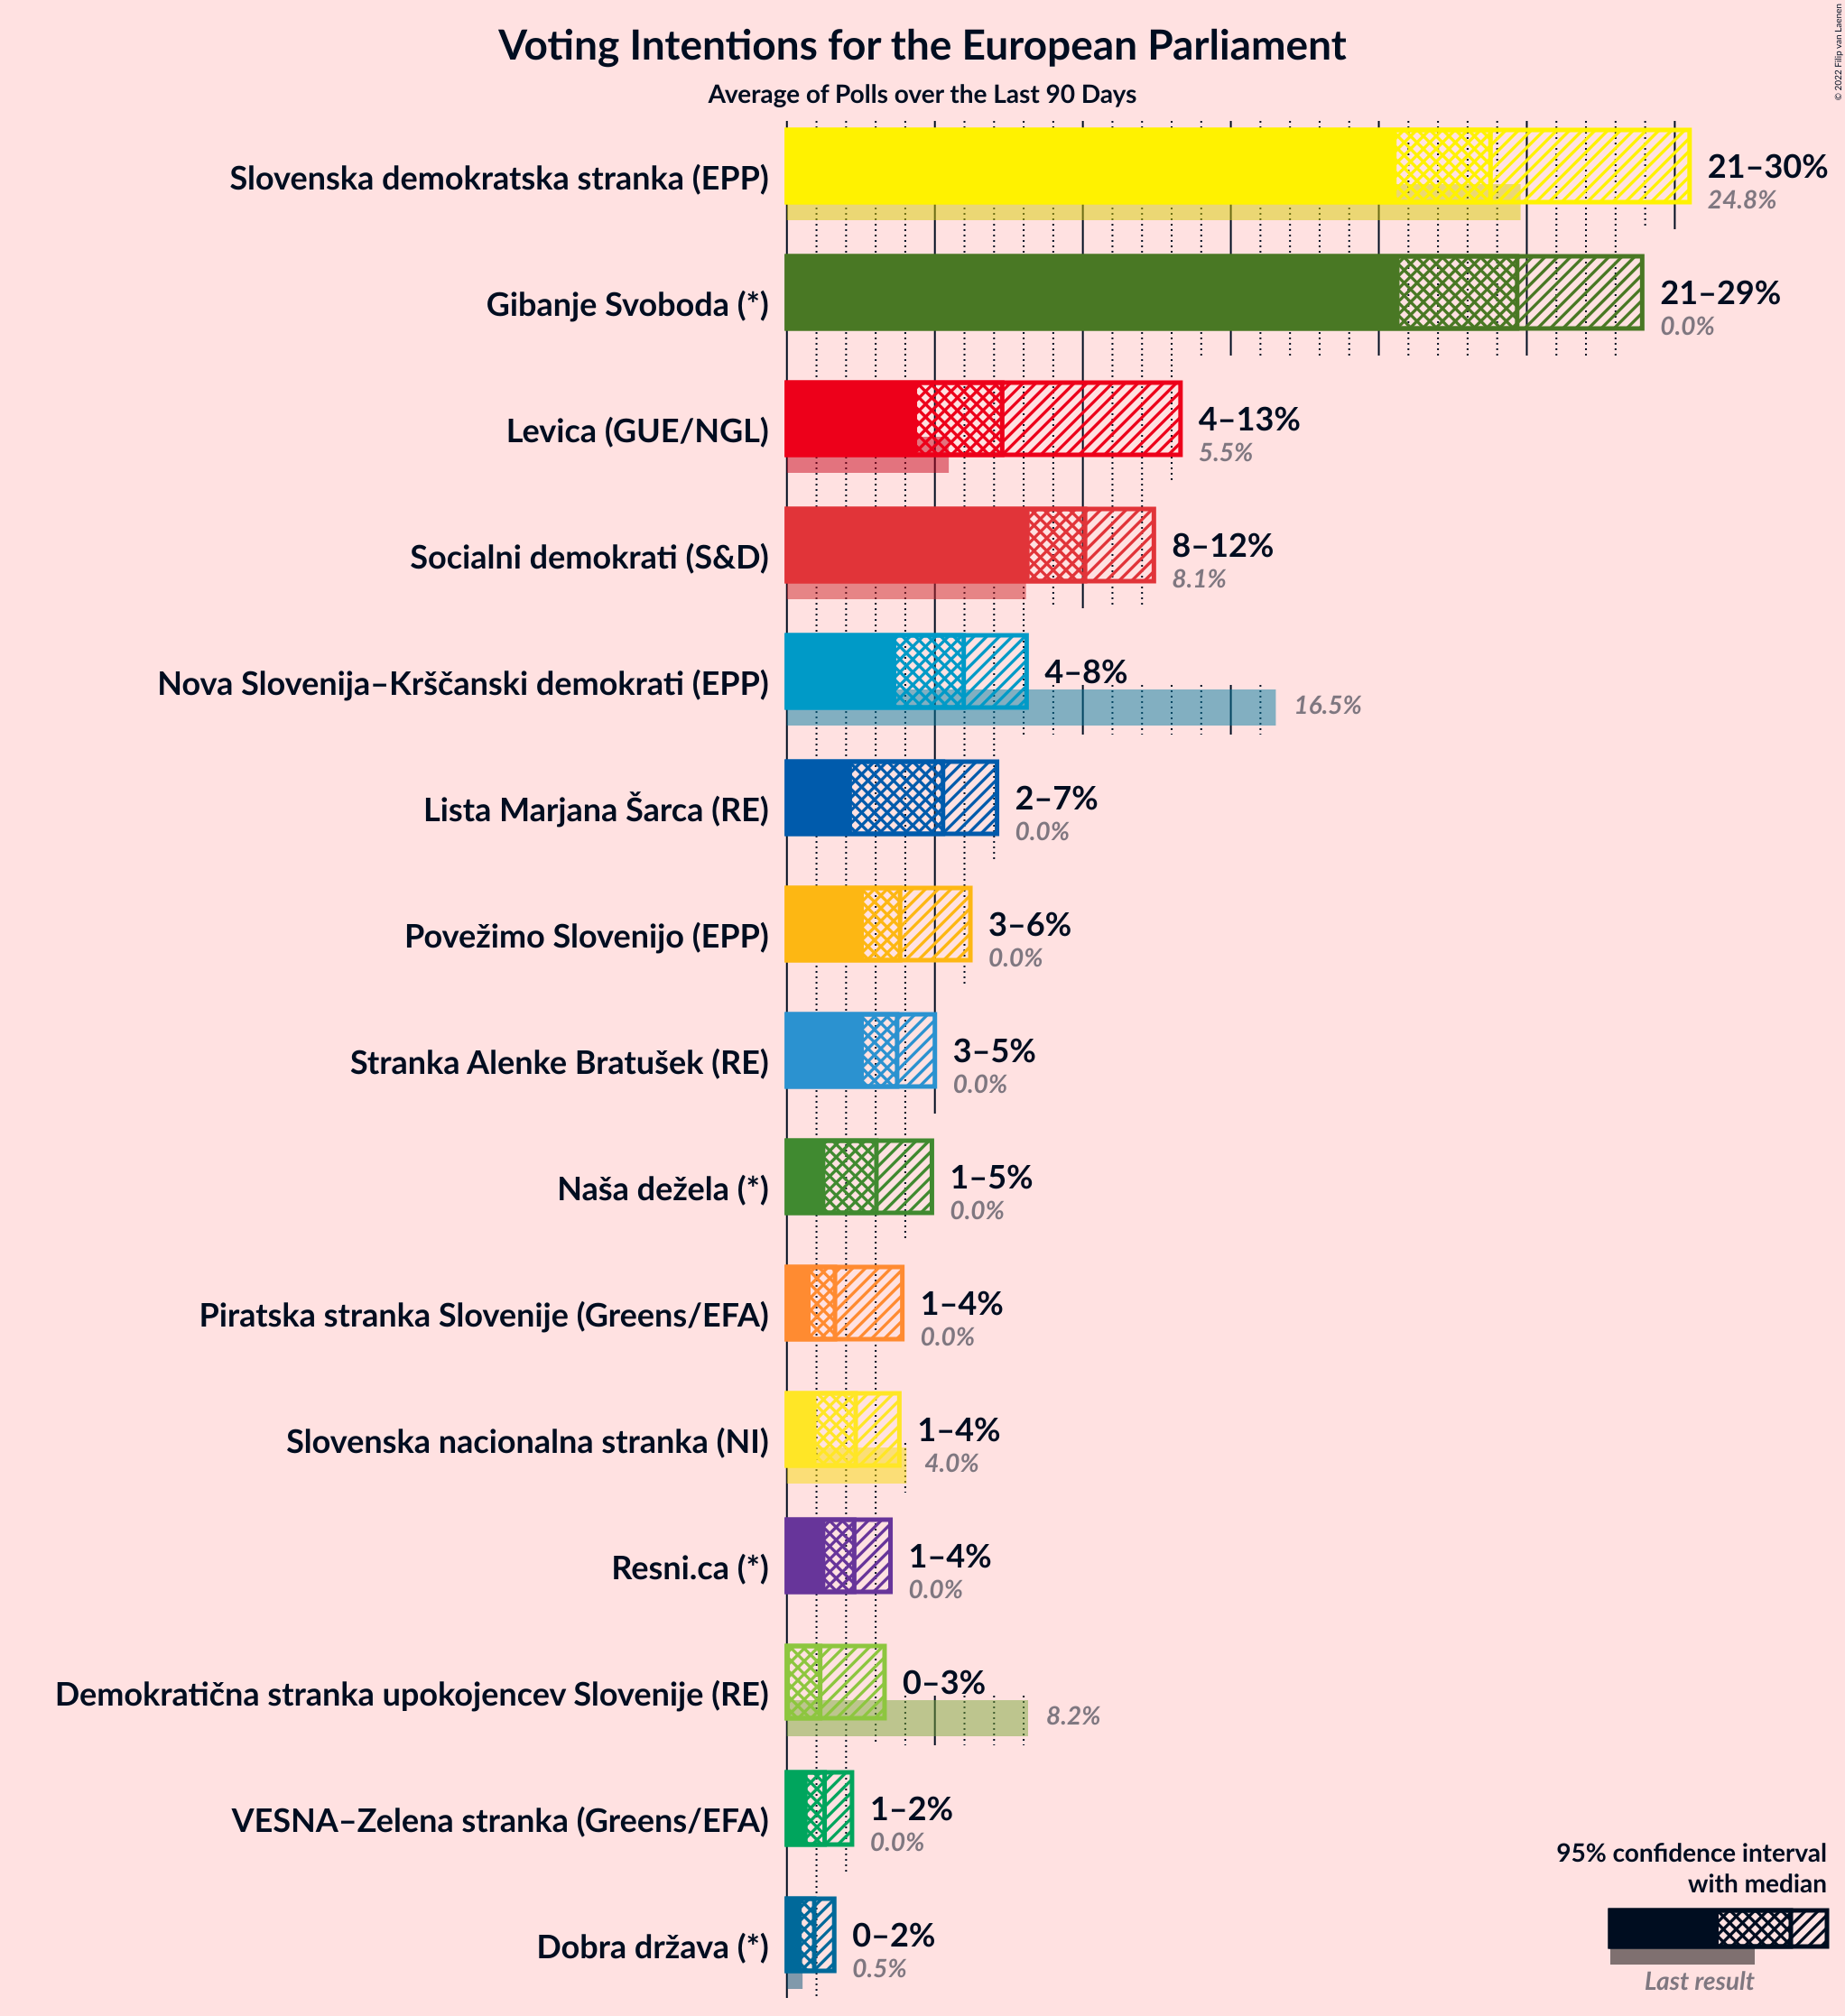 © 2022 Filip van Laenen
Voting Intentions for the European Parliament
Average of Polls over the Last 90 Days
Slovenska demokratska stranka (EPP)
21–30%
24.8%
Gibanje Svoboda (*)
21–29%
0.0%
Levica (GUE/NGL)
4–13%
5.5%
Socialni demokrati (S&D)
8–12%
8.1%
Nova Slovenija–Krščanski demokrati (EPP)
4–8%
16.5%
Lista Marjana Šarca (RE)
2–7%
0.0%
Povežimo Slovenijo (EPP)
3–6%
0.0%
Stranka Alenke Bratušek (RE)
3–5%
0.0%
Naša dežela (*)
1–5%
0.0%
Piratska stranka Slovenije (Greens/EFA)
1–4%
0.0%
Slovenska nacionalna stranka (NI)
1–4%
4.0%
Resni.ca (*)
1–4%
0.0%
Demokratična stranka upokojencev Slovenije (RE)
0–3%
8.2%
VESNA–Zelena stranka (Greens/EFA)
1–2%
0.0%
Dobra država (*)
0–2%
0.5%
95% confidence interval
with median
Last result